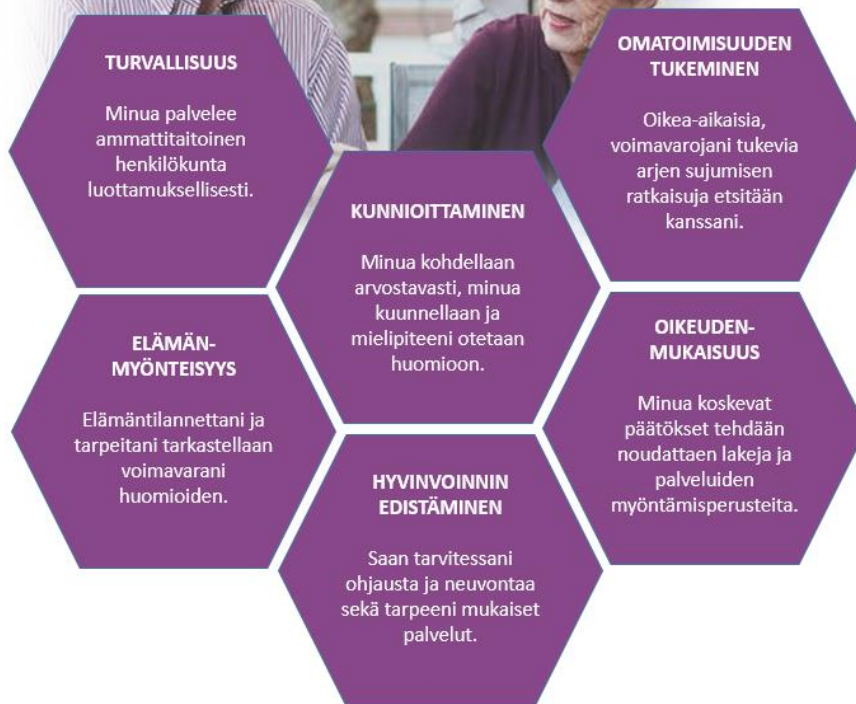 TURVALLISUUS
Minua palvelee
ammattitaitoinen
henkilökunta
luottamuksellisesti.
OMATOIMISUUDEN
TUKEMINEN
Oikea-aikaisia,
voimavarojani tukevia
arjen sujumisen
ratkaisuja etsitään
kanssani.
KUNNIOITTAMINEN
Minua kohdellaan
arvostavasti, minua
kuunnellaan ja
mielipiteeni otetaan
huomioon.
ELÄMÄN-
MYÖNTEISYYS
Elämäntilannettani ja
tarpeitani tarkastellaan
voimavarani
huomioiden.
OIKEUDEN-
MUKAISUUS
Minua koskevat
päätökset tehdään
noudattaen lakeja ja
palveluiden
myöntämisperusteita.
HYVINVOINNIN
EDISTÄMINEN
Saan tarvitessani
ohjausta ja neuvontaa
sekä tarpeeni mukaiset
palvelut.